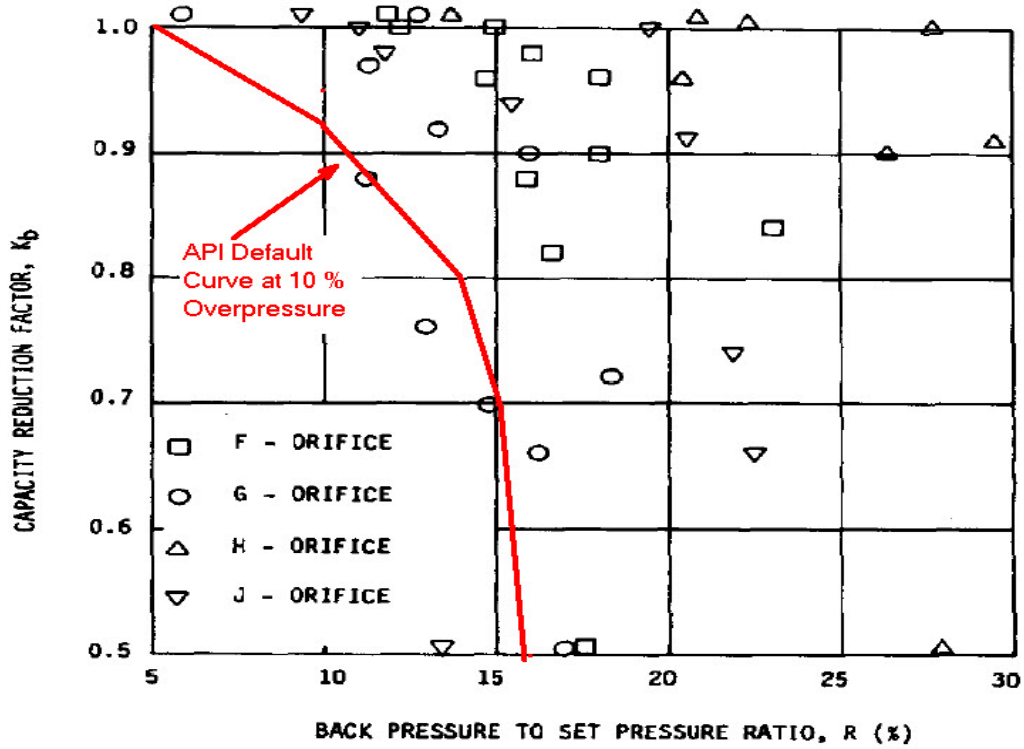 1.0
0.9
0.8
0.7
0.6
0.5
CAPACITY REDUCTION FACTOR, Kb
API Default
Curve at 10 %
Overpressure
F - ORIFICE
G - ORIFICE
H - ORIFICE
J - ORIFICE
5
10
15
20
25
30
BACK PRESSURE TO SET PRESSURE RATIO, R (%)